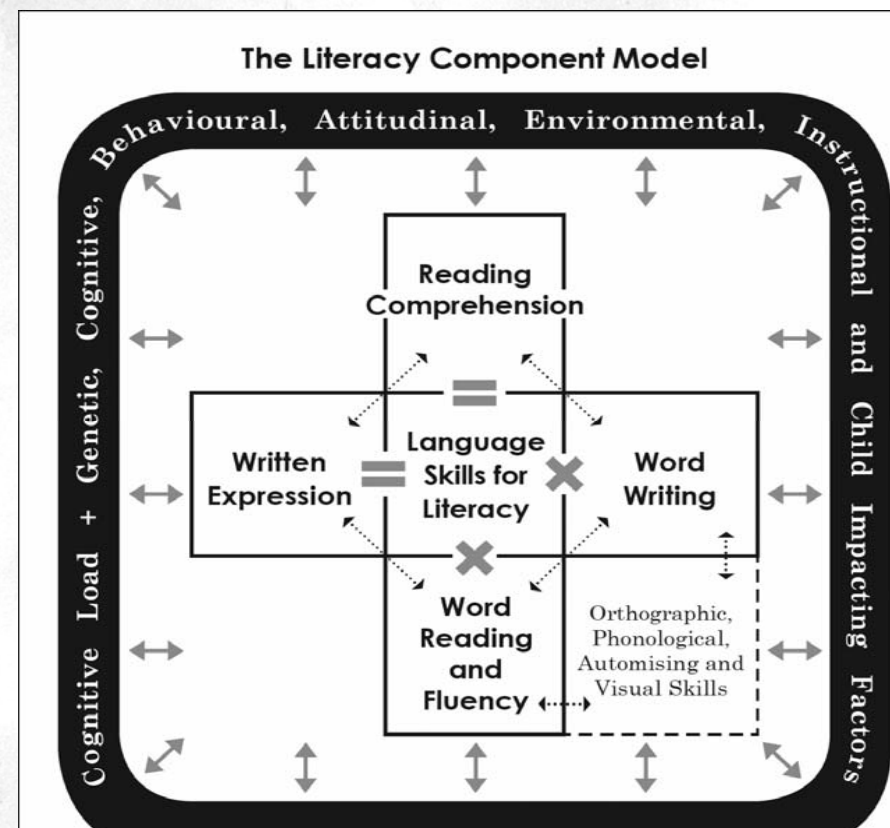 The Literacy Component Model
Cognitive Load + Genetic, Cognitive, Behavioural, Attitudinal, Environmental, Instructional and Child Impacting Factors
Reading
Comprehension
=
Written
Expression
=
Language
Skills for
Literacy
×
Word
Writing
×
Word
Reading
and
Fluency
Orthographic,
Phonological,
Automising and
Visual Skills